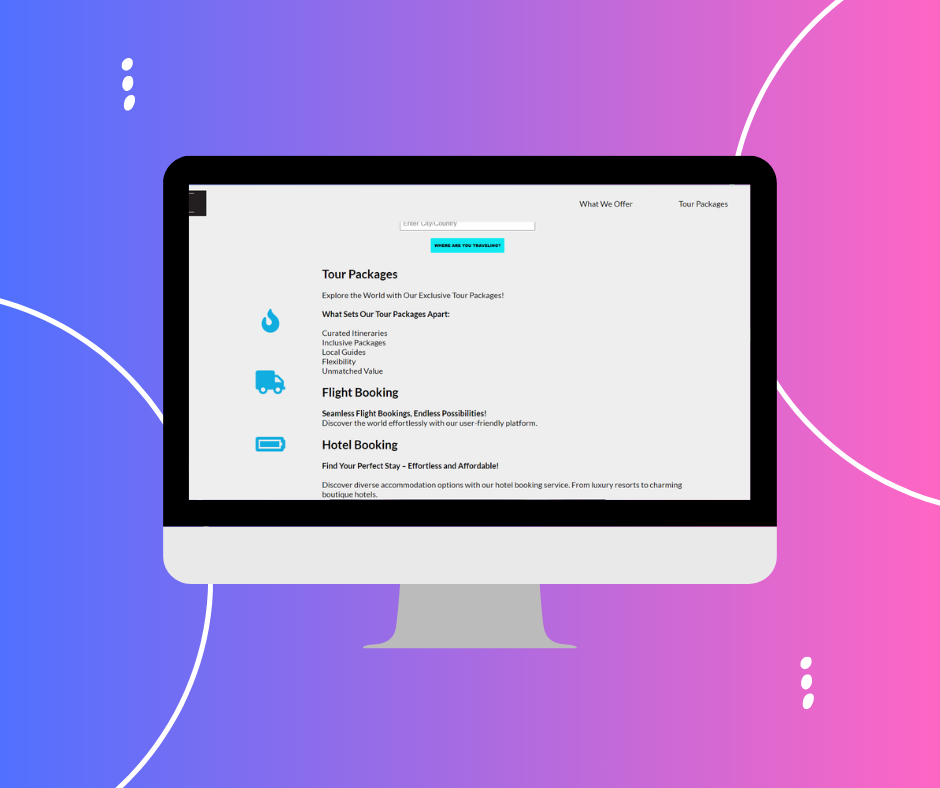 What We Offer Tour Packages
Enter City/Country
WHERE ARE YOU TRAVELING?
Tour Packages
Explore the World with Our Exclusive Tour Packages!
What Sets Our Tour Packages Apart:
Curated Itineraries
Inclusive Packages
Local Guides
Flexibility
Unmatched Value
Flight Booking
Seamless Flight Bookings, Endless Possibilities!
Discover the world effortlessly with our user-friendly platform.
Hotel Booking
Find Your Perfect Stay – Effortless and Affordable!
Discover diverse accommodation options with our hotel booking service. From luxury resorts to charming
boutique hotels.